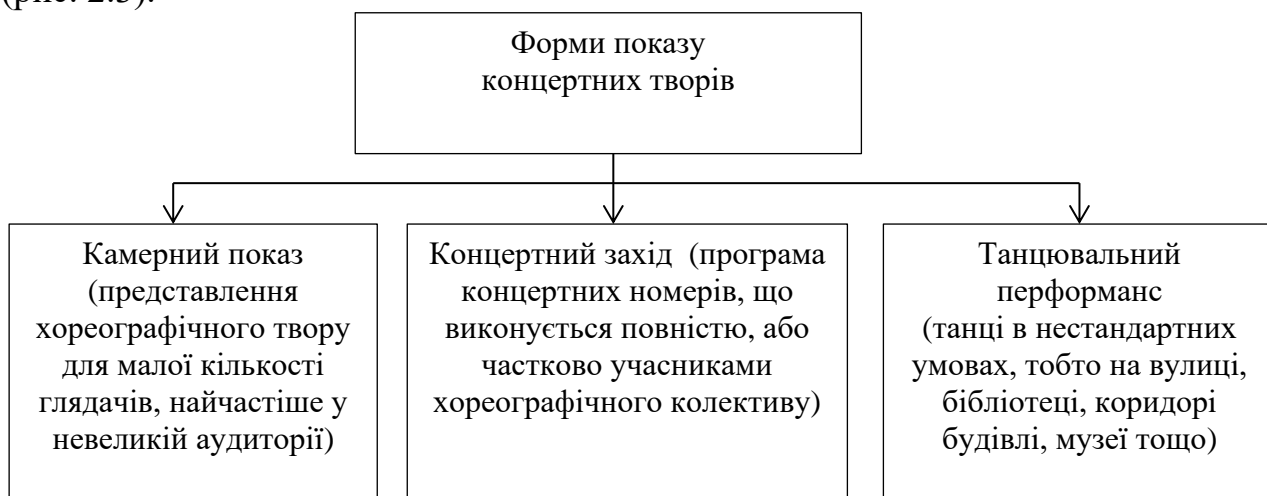 (рис. 2.3).
Форми показу
концертних творів
Камерний показ
(представлення
хореографічного твору
для малої кількості
глядачів, найчастіше у
невеликій аудиторії)
Концертний захід (програма
концертних номерів, що
виконується повністю, або
частково учасниками
хореографічного колективу)
Танцювальний
перформанс
(танці в нестандартних
умовах, тобто на вулиці,
бібліотеці, коридорі
будівлі, музеї тощо)